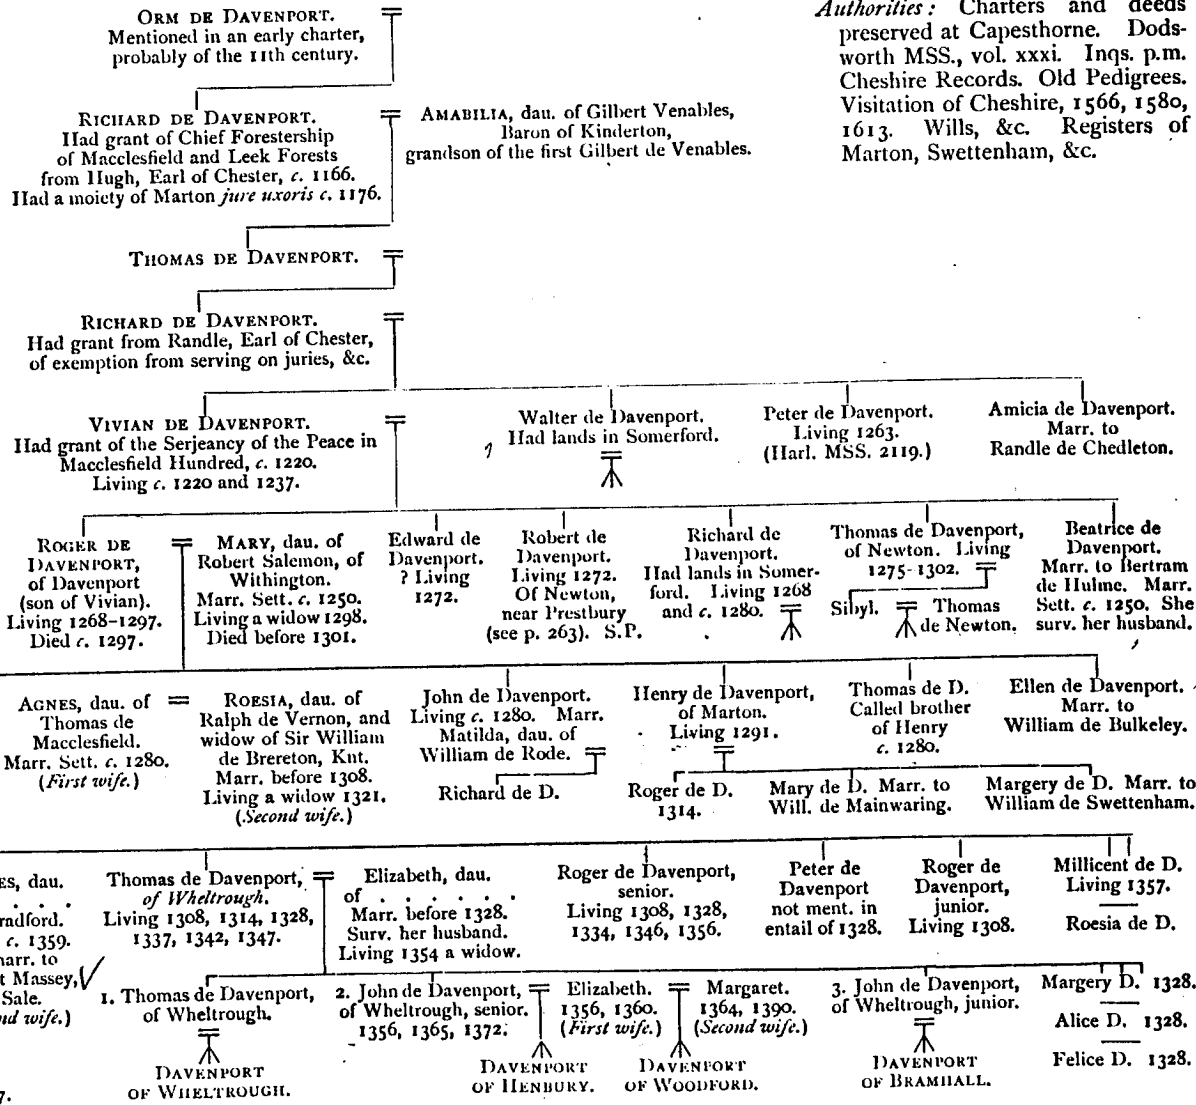 ORM DE DAVENPORT.
Mentioned in an early charter,
probably of the 11th century.
Authorities: Charters and deeds
preserved at Capesthorne. Dods-
worth MSS., vol. xxxi. Inqs. p.m.
Cheshire Records. Old Pedigrees.
Visitation of Cheshire, 1566, 1580,
1613. Wills, &c. Registers of
Marton, Swettenham, &c.
RICHARD DE DAVENPORT.
Had grant of Chief Forestership
of Macclesfield and Leek Forests
from Hugh, Earl of Chester, c. 1166.
Had a moiety of Marton jure uxoris c. 1176.
AMABILIA, dau. of Gilbert Venables,
Baron of Kinderton,
grandson of the first Gilbert de Venables.
THOMAS DE DAVENPORT.
RICHARD DE DAVENPORT.
Had grant from Randle, Earl of Chester,
of exemption from serving on juries, &c.
VIVIAN DE DAVENPORT.
Had grant of the Serjeancy of the Peace in
Macclesfield Hundred, c. 1220.
Living c. 1220 and 1237.
Walter de Davenport.
Had lands in Somerford.
Peter de Davenport.
Living 1263.
(Harl. MSS. 2119.)
Amicia de Davenport.
Marr. to
Randle de Chedleton.
ROGER DE
DAVENPORT,
of Davenport
(son of Vivian).
Living 1268-1297.
Died c. 1297.
MARY, dau. of
Robert Salemon, of
Withington.
Marr. Sett. c. 1250.
Living a widow 1298.
Died before 1301.
Edward de
Davenport.
? Living
1272.
Robert de
Davenport.
Living 1272.
Of Newton,
near Prestbury
(see p. 263). S.P.
Richard de
Davenport.
Had lands in Somer-
ford. Living 1268
and c. 1280.
Thomas de Davenport,
of Newton. Living
1275-1302.
Sibyl.
Thomas
de Newton.
Beatrice de
Davenport.
Marr. to Bertram
de Hulme. Marr.
Sett. c. 1250. She
surv. her husband.
AGNES, dau. of
Thomas de
Macclesfield.
Marr. Sett. c. 1280.
(First wife.)
ROESIA, dau. of
Ralph de Vernon, and
widow of Sir William
de Brereton, Knt.
Marr. before 1308.
Living a widow 1321.
(Second wife.)
John de Davenport.
Living c. 1280. Marr.
Matilda, dau. of
William de Rode.
Richard de D.
Henry de Davenport,
of Marton.
Living 1291.
Thomas de D.
Called brother
of Henry
c. 1280.
Ellen de Davenport.
Marr. to
William de Bulkeley.
Roger de D.
1314.
Mary de D. Marr. to
Will. de Mainwaring.
Margery de D. Marr. to
William de Swettenham.
ES, dau.
. . .
radford.
c. 1359.
narr. to
t Massey,
Sale.
nd wife.)
Thomas de Davenport,
of Wheltrough.
Living 1308, 1314, 1328,
1337, 1342, 1347.
Elizabeth, dau.
of . . . . . .
Marr. before 1328.
Surv. her husband.
Living 1354 a widow.
Roger de Davenport,
senior.
Living 1308, 1328,
1334, 1346, 1356.
Peter de
Davenport
not ment. in
entail of 1328.
Roger de
Davenport,
junior.
Living 1308.
Millicent de D.
Living 1357.
Roesia de D.
1. Thomas de Davenport,
of Wheltrough.
2. John de Davenport,
of Wheltrough, senior.
1356, 1365, 1372.
Elizabeth.
1356, 1360.
(First wife.)
Margaret.
1364, 1390.
(Second wife.)
3. John de Davenport,
of Wheltrough, junior.
Margery D. 1328.
Alice D. 1328.
Felice D. 1328.
DAVENPORT
OF WHELTROUGH.
DAVENPORT
OF HENBURY.
DAVENPORT
OF WOODFORD.
DAVENPORT
OF BRAMHALL.
7.